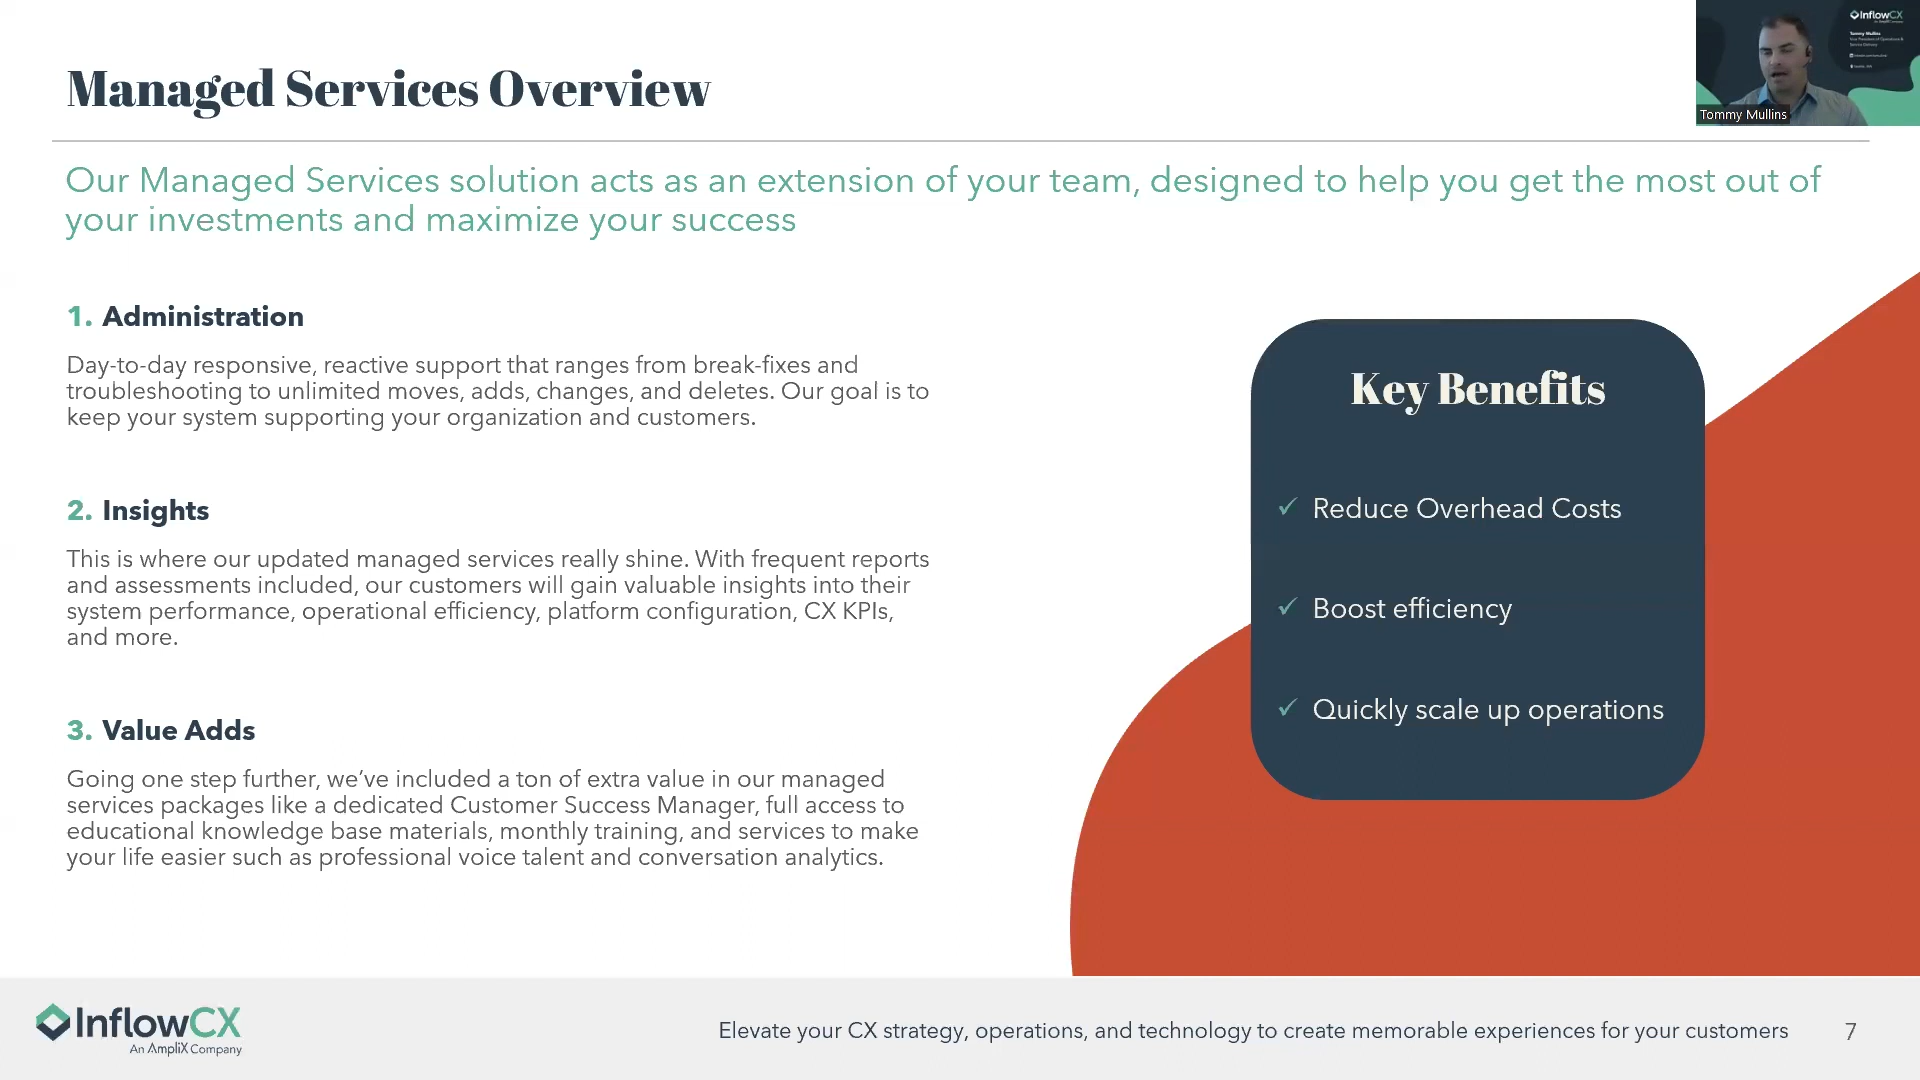 InflowCX
Tommy Mullins
Tommy Mullins
Managed Services Overview
Our Managed Services solution acts as an extension of your team, designed to help you get the most out of
your investments and maximize your success
1. Administration
Day-to-day responsive, reactive support that ranges from break-fixes and
troubleshooting to unlimited moves, adds, changes, and deletes. Our goal is to
keep your system supporting your organization and customers.
2. Insights
This is where our updated managed services really shine. With frequent reports
and assessments included, our customers will gain valuable insights into their
system performance, operational efficiency, platform configuration, CX KPIs,
and more.
3. Value Adds
Going one step further, we’ve included a ton of extra value in our managed
services packages like a dedicated Customer Success Manager, full access to
educational knowledge base materials, monthly training, and services to make
your life easier such as professional voice talent and conversation analytics.
Key Benefits
✓ Reduce Overhead Costs
✓ Boost efficiency
✓ Quickly scale up operations
InflowCX
An AmpliX Company
Elevate your CX strategy, operations, and technology to create memorable experiences for your customers
7